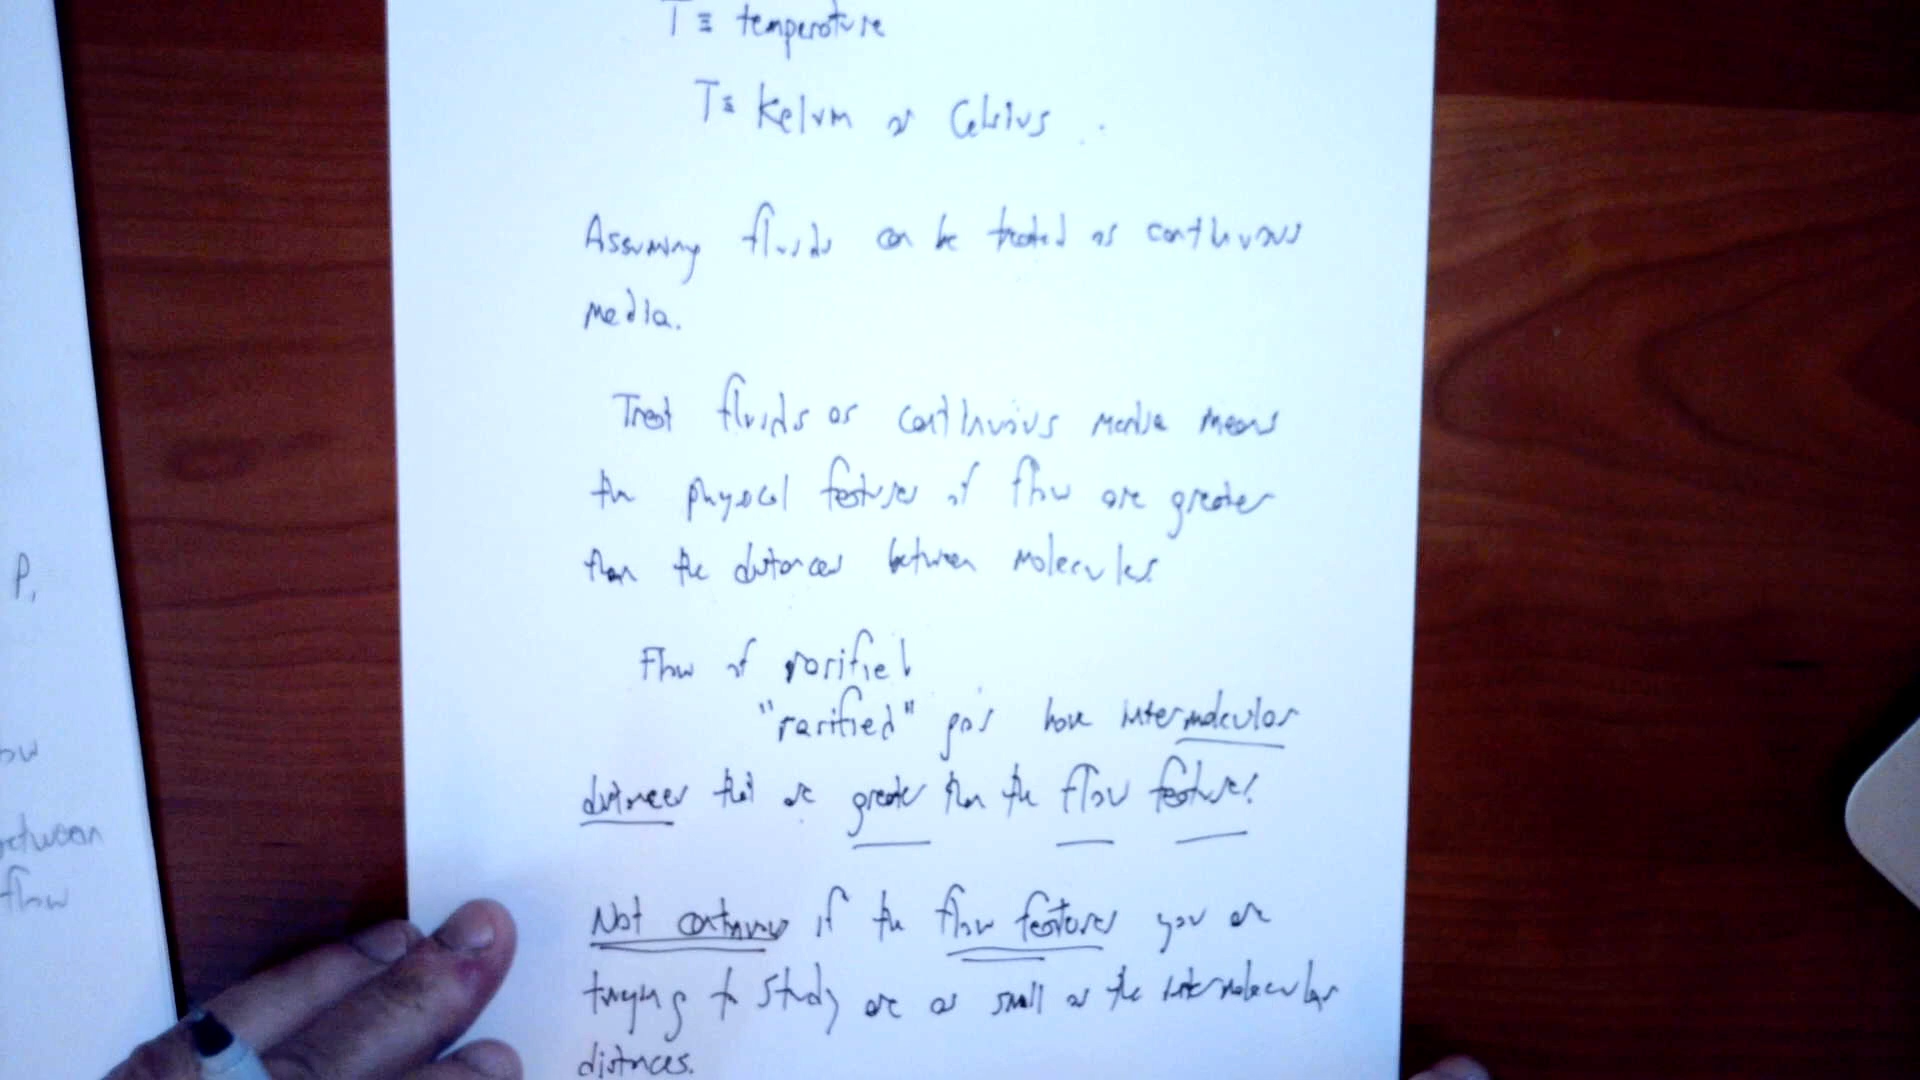 T ≡ temperature
T ≡ Kelvin or Celsius.
Assuming fluids can be treated as continuous
media.
Treat fluids as continuous media means
the physical features of flow are greater
than the distances between molecules.
Flow of rarified
"rarified" gas have intermolecular
distances that are greater than the flow features.
Not continuous if the flow features you are
trying to study are as small as the intermolecular
distances.
P,
ow
etween
flow